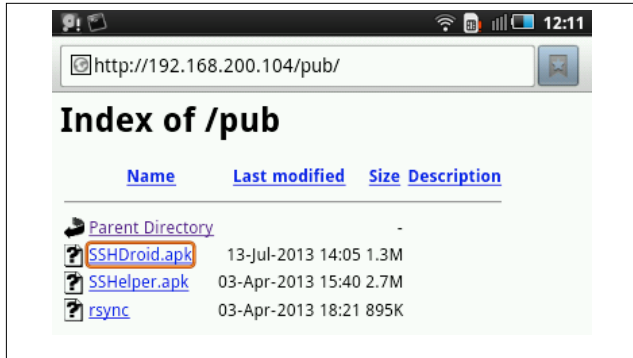 12:11
http://192.168.200.104/pub/
Index of /pub
Name Last modified Size Description
Parent Directory -
SSHDroid.apk 13-Jul-2013 14:05 1.3M
SSHelper.apk 03-Apr-2013 15:40 2.7M
rsync 03-Apr-2013 18:21 895K